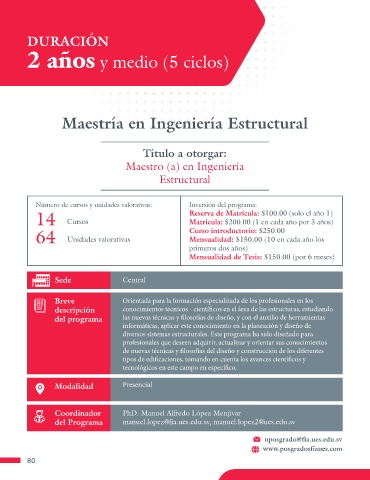 DURACIÓN
2 años y medio (5 ciclos)
Maestría en Ingeniería Estructural
Título a otorgar:
Maestro (a) en Ingeniería
Estructural
Número de cursos y unidades valorativas:
14 Cursos
64 Unidades valorativas
Inversión del programa:
Reserva de Matrícula: $100.00 (solo el año 1)
Matrícula: $200.00 (1 en cada año por 3 años)
Curso introductorio: $250.00
Mensualidad: $150.00 (10 en cada año los
primeros dos años)
Mensualidad de Tesis: $150.00 (por 6 meses)
Sede
Central
Breve
descripción
del programa
Orientada para la formación especializada de los profesionales en los
conocimientos técnicos - científicos en el área de las estructuras, estudiando
las nuevas técnicas y filosofías de diseño, y con el auxilio de herramientas
informáticas, aplicar este conocimiento en la planeación y diseño de
diversos sistemas estructurales. Este programa ha sido diseñado para
profesionales que deseen adquirir, actualizar y orientar sus conocimientos
de nuevas técnicas y filosofías del diseño y construcción de los diferentes
tipos de edificaciones, tomando en cuenta los avances científicos y
tecnológicos en este campo en específico.
Modalidad
Presencial
Coordinador
del Programa
PhD. Manuel Alfredo López Menjívar
manuel.lopez@fia.ues.edu.sv, manuel.lopez2@ues.edu.sv
uposgrado@fia.ues.edu.sv
www.posgradosfiaues.com
80